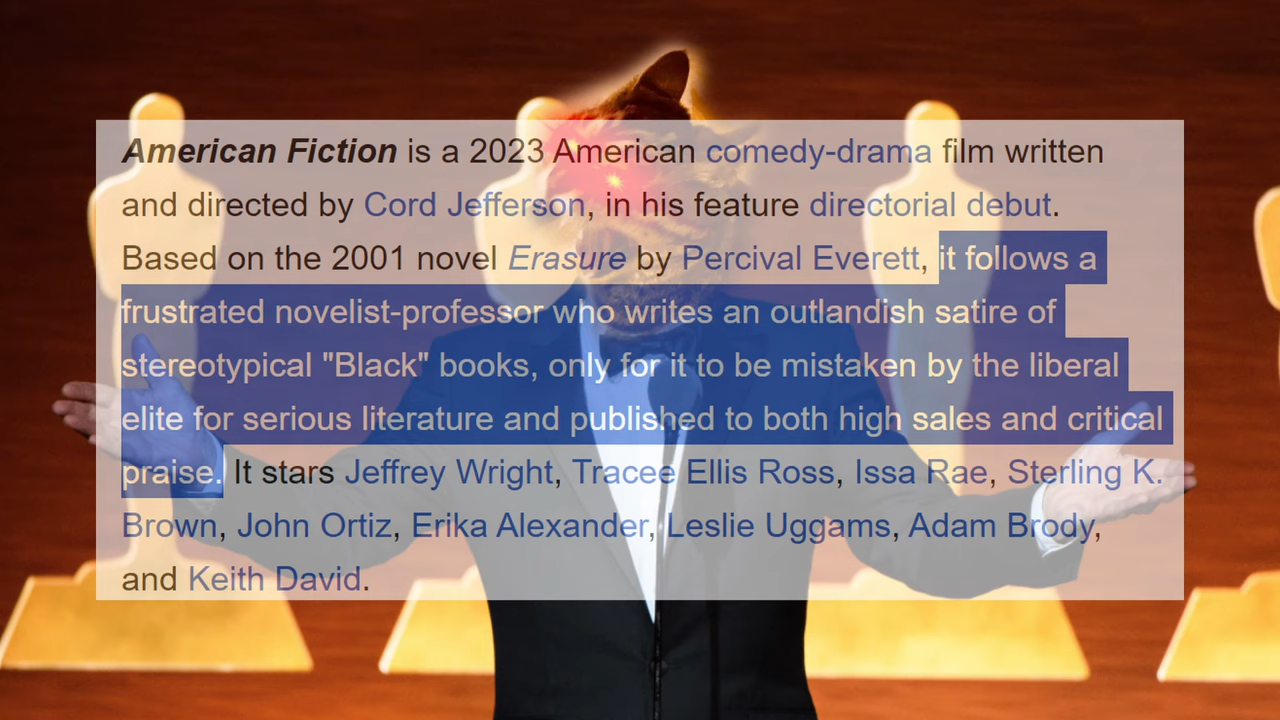 American Fiction is a 2023 American comedy-drama film written
and directed by Cord Jefferson, in his feature directorial debut.
Based on the 2001 novel Erasure by Percival Everett, it follows a
frustrated novelist-professor who writes an outlandish satire of
stereotypical "Black" books, only for it to be mistaken by the liberal
elite for serious literature and published to both high sales and critical
praise. It stars Jeffrey Wright, Tracee Ellis Ross, Issa Rae, Sterling K.
Brown, John Ortiz, Erika Alexander, Leslie Uggams, Adam Brody,
and Keith David.